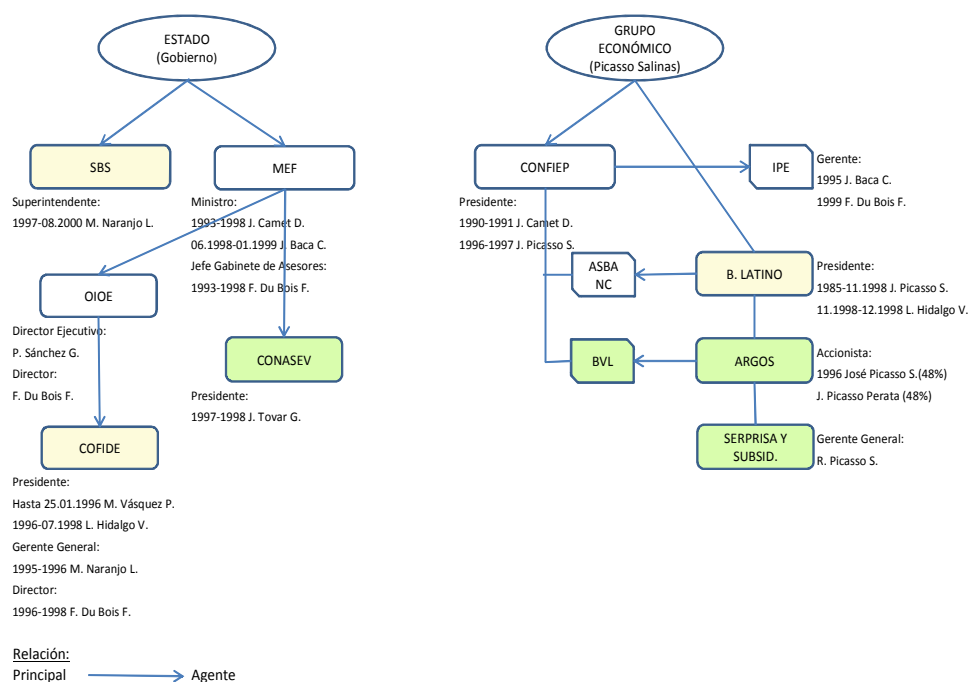 ESTADO
(Gobierno)
GRUPO
ECONÓMICO
(Picasso Salinas)
SBS
MEF
CONFIEP
IPE
Gerente:
1995 J. Baca C.
1999 F. Du Bois F.
Superintendente:
1997-08.2000 M. Naranjo L.
Ministro:
1993-1998 J. Camet D.
06.1998-01.1999 J. Baca C.
Jefe Gabinete de Asesores:
1993-1998 F. Du Bois F.
Presidente:
1990-1991 J. Camet D.
1996-1997 J. Picasso S.
OIOE
ASBA
NC
B. LATINO
Presidente:
1985-11.1998 J. Picasso S.
11.1998-12.1998 L. Hidalgo V.
Director Ejecutivo:
P. Sánchez G.
Director:
F. Du Bois F.
CONASEV
BVL
ARGOS
Accionista:
1996 José Picasso S.(48%)
J. Picasso Perata (48%)
Presidente:
1997-1998 J. Tovar G.
COFIDE
SERPRISA Y
SUBSID.
Gerente General:
R. Picasso S.
Presidente:
Hasta 25.01.1996 M. Vásquez P.
1996-07.1998 L. Hidalgo V.
Gerente General:
1995-1996 M. Naranjo L.
Director:
1996-1998 F. Du Bois F.
Relación:
Principal
Agente